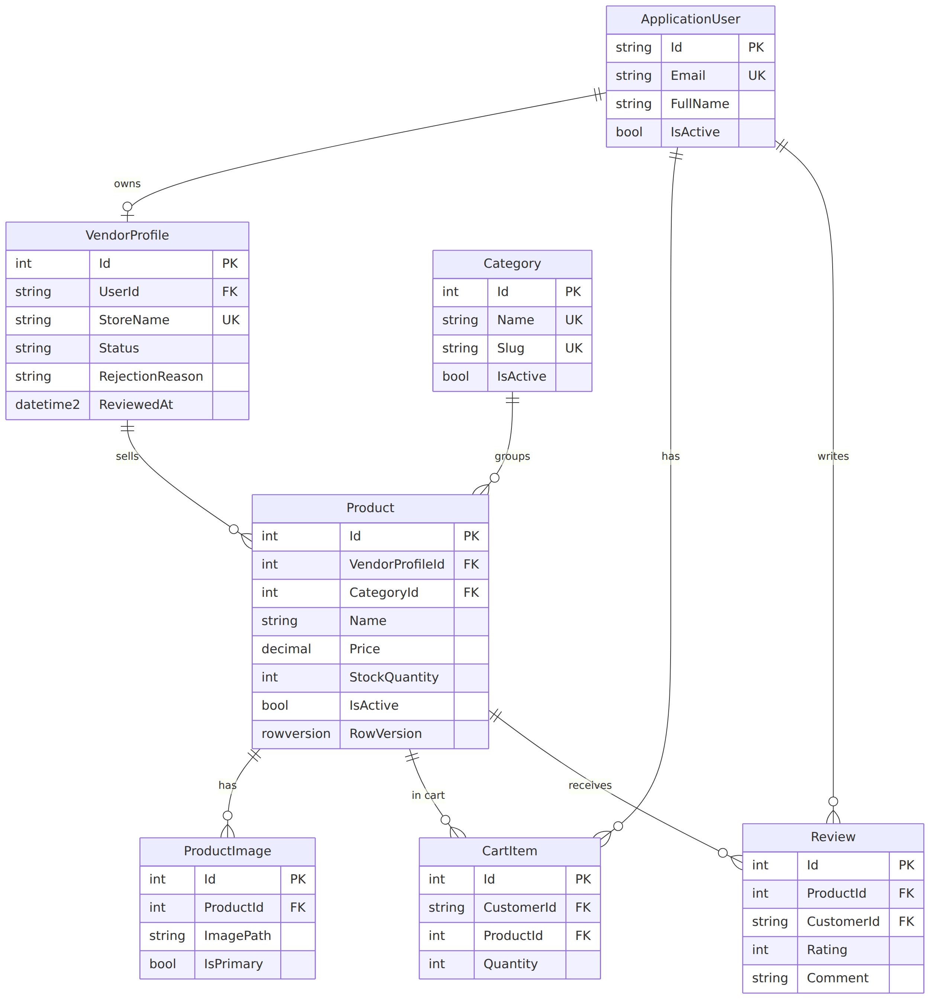 ApplicationUser
string Id PK
string Email UK
string FullName
bool IsActive
owns
VendorProfile
int Id PK
string UserId FK
string StoreName UK
string Status
string RejectionReason
datetime2 ReviewedAt
Category
int Id PK
string Name UK
string Slug UK
bool IsActive
sells
groups
has
writes
Product
int Id PK
int VendorProfileId FK
int CategoryId FK
string Name
decimal Price
int StockQuantity
bool IsActive
rowversion RowVersion
has
in cart
receives
ProductImage
int Id PK
int ProductId FK
string ImagePath
bool IsPrimary
CartItem
int Id PK
string CustomerId FK
int ProductId FK
int Quantity
Review
int Id PK
int ProductId FK
string CustomerId FK
int Rating
string Comment